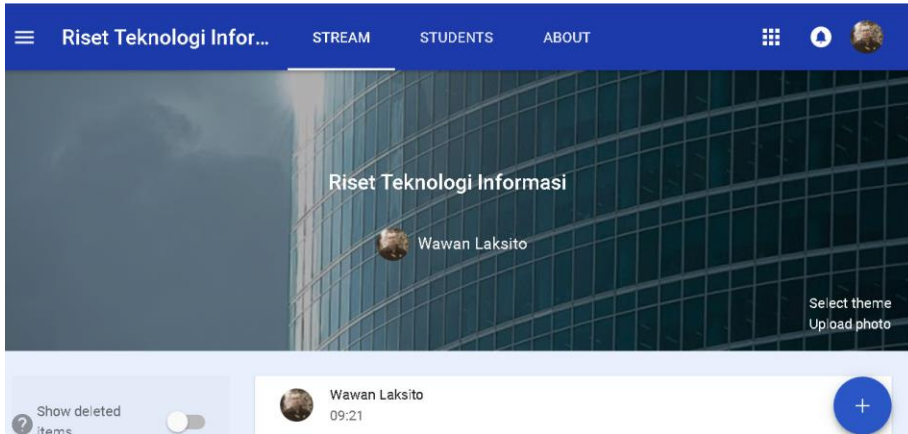 Riset Teknologi Infor... STREAM STUDENTS ABOUT
Riset Teknologi Informasi
Wawan Laksito
Select theme
Upload photo
Show deleted
items
Wawan Laksito
09:21